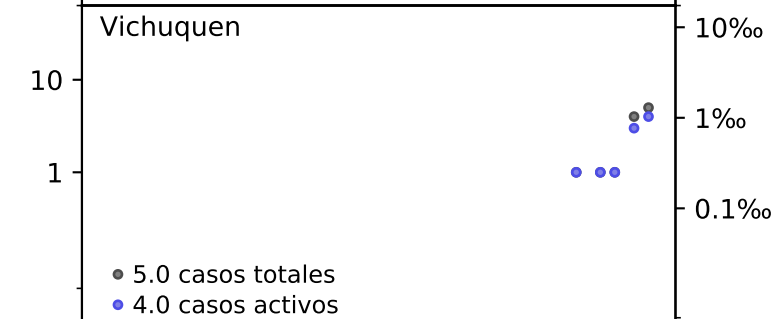 Vichuquen
10‰
10
1‰
1
0.1‰
5.0 casos totales
4.0 casos activos